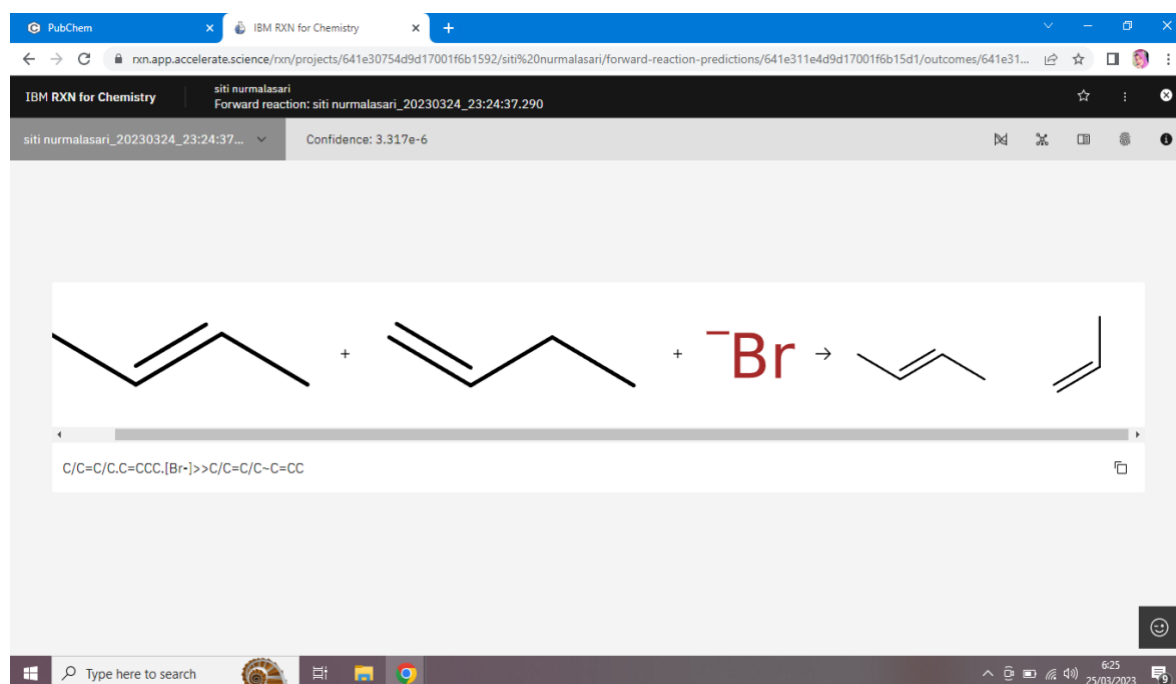 PubChem
IBM RXN for Chemistry
rxn.app.accelerate.science/rxn/projects/641e30754d9d17001f6b1592/siti%20nurmalasari/forward-reaction-predictions/641e311e4d9d17001f6b15d1/outcomes/641e31...
IBM RXN for Chemistry
siti nurmalasari
Forward reaction: siti nurmalasari_20230324_23:24:37.290
siti nurmalasari_20230324_23:24:37...
Confidence: 3.317e-6
+ + ⁻Br →
C/C=C/C.C=CCC.[Br-]>>C/C=C/C~C=CC
Type here to search
6:25
25/03/2023
9